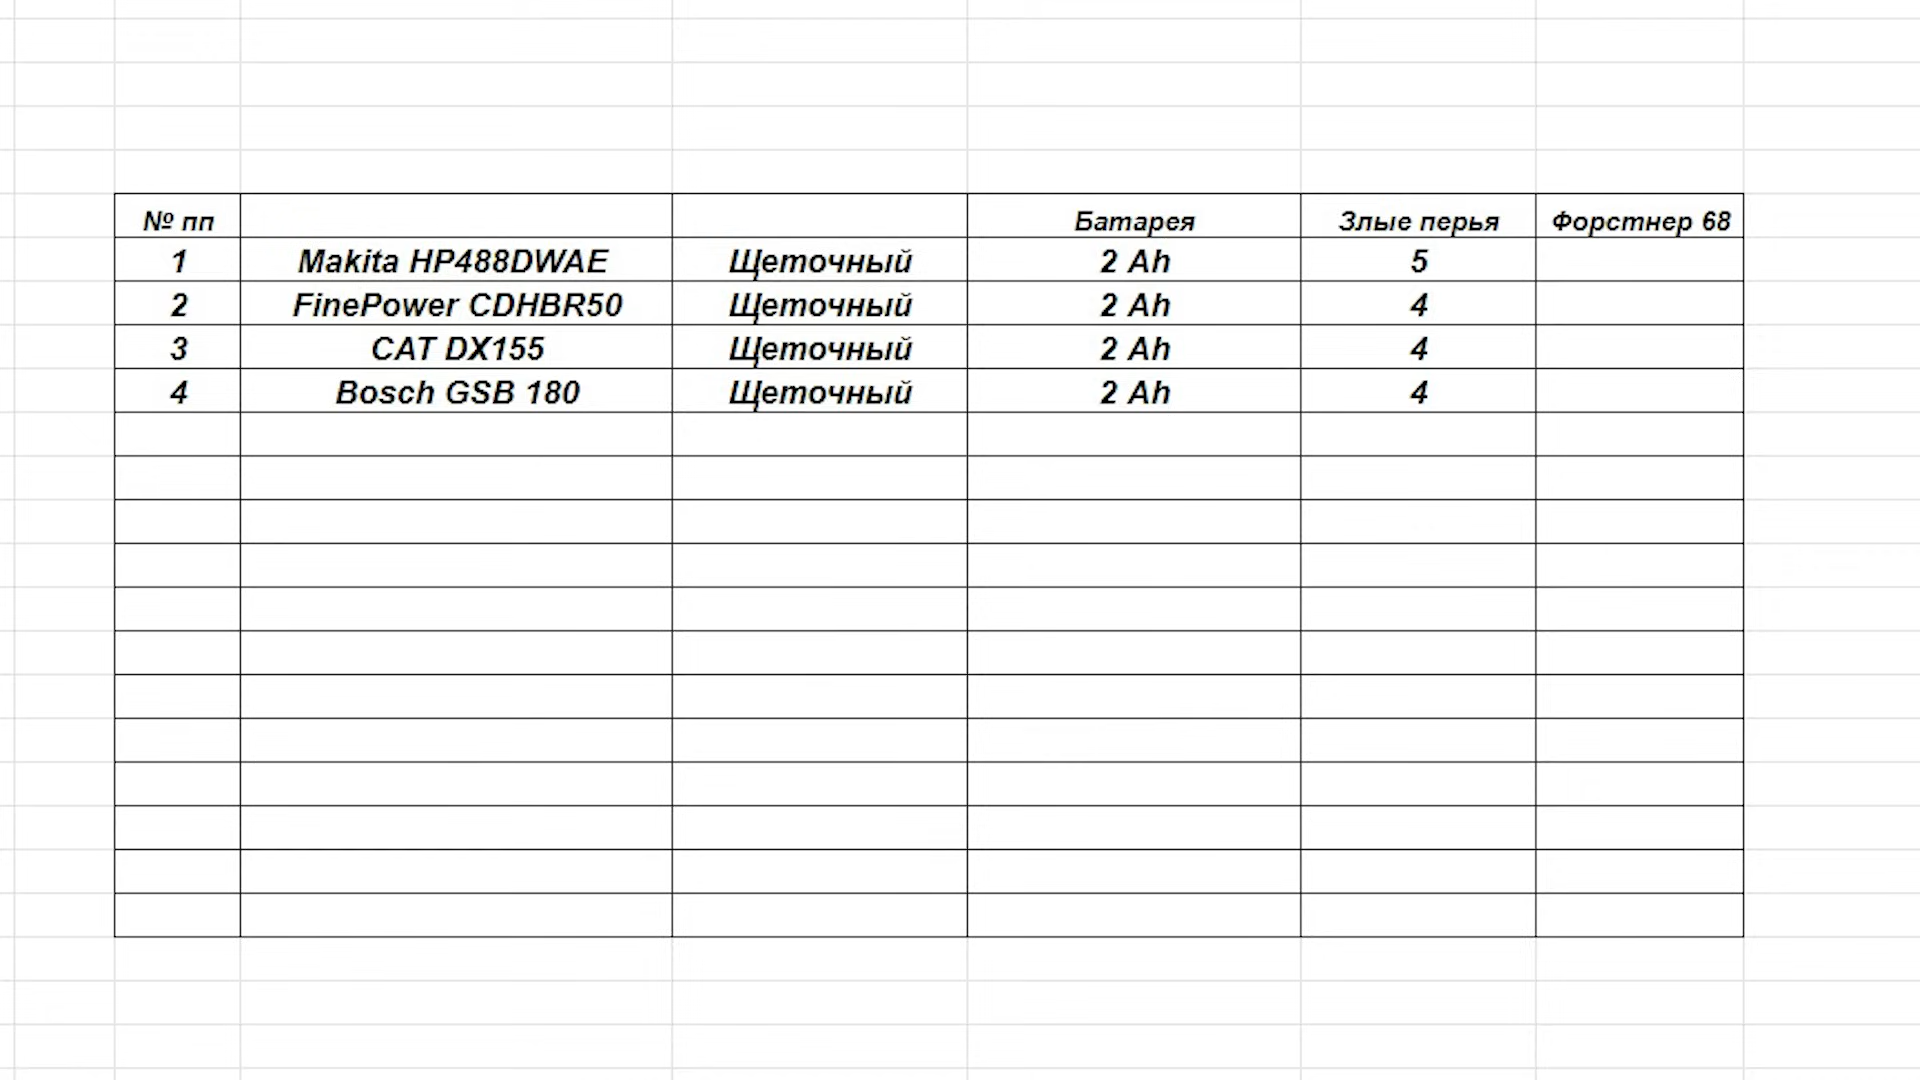 № пп Батарея Злые перья Форстнер 68
1 Makita HP488DWAE Щеточный 2 Ah 5
2 FinePower CDHBR50 Щеточный 2 Ah 4
3 CAT DX155 Щеточный 2 Ah 4
4 Bosch GSB 180 Щеточный 2 Ah 4